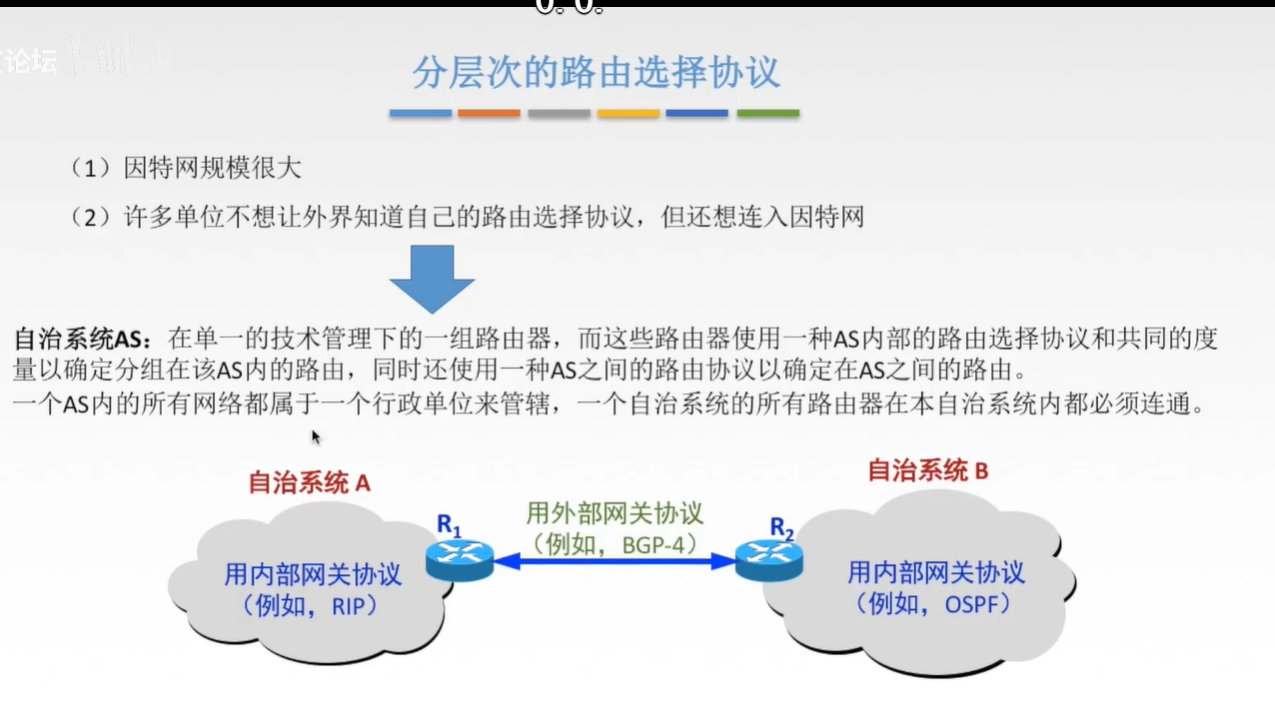 论坛
分层次的路由选择协议
（1）因特网规模很大
（2）许多单位不想让外界知道自己的路由选择协议，但还想连入因特网
自治系统AS：在单一的技术管理下的一组路由器，而这些路由器使用一种AS内部的路由选择协议和共同的度
量以确定分组在该AS内的路由，同时还使用一种AS之间的路由协议以确定在AS之间的路由。
一个AS内的所有网络都属于一个行政单位来管辖，一个自治系统的所有路由器在本自治系统内都必须连通。
自治系统 A
自治系统 B
R1
用外部网关协议
（例如，BGP-4）
R2
用内部网关协议
（例如，RIP）
用内部网关协议
（例如，OSPF）